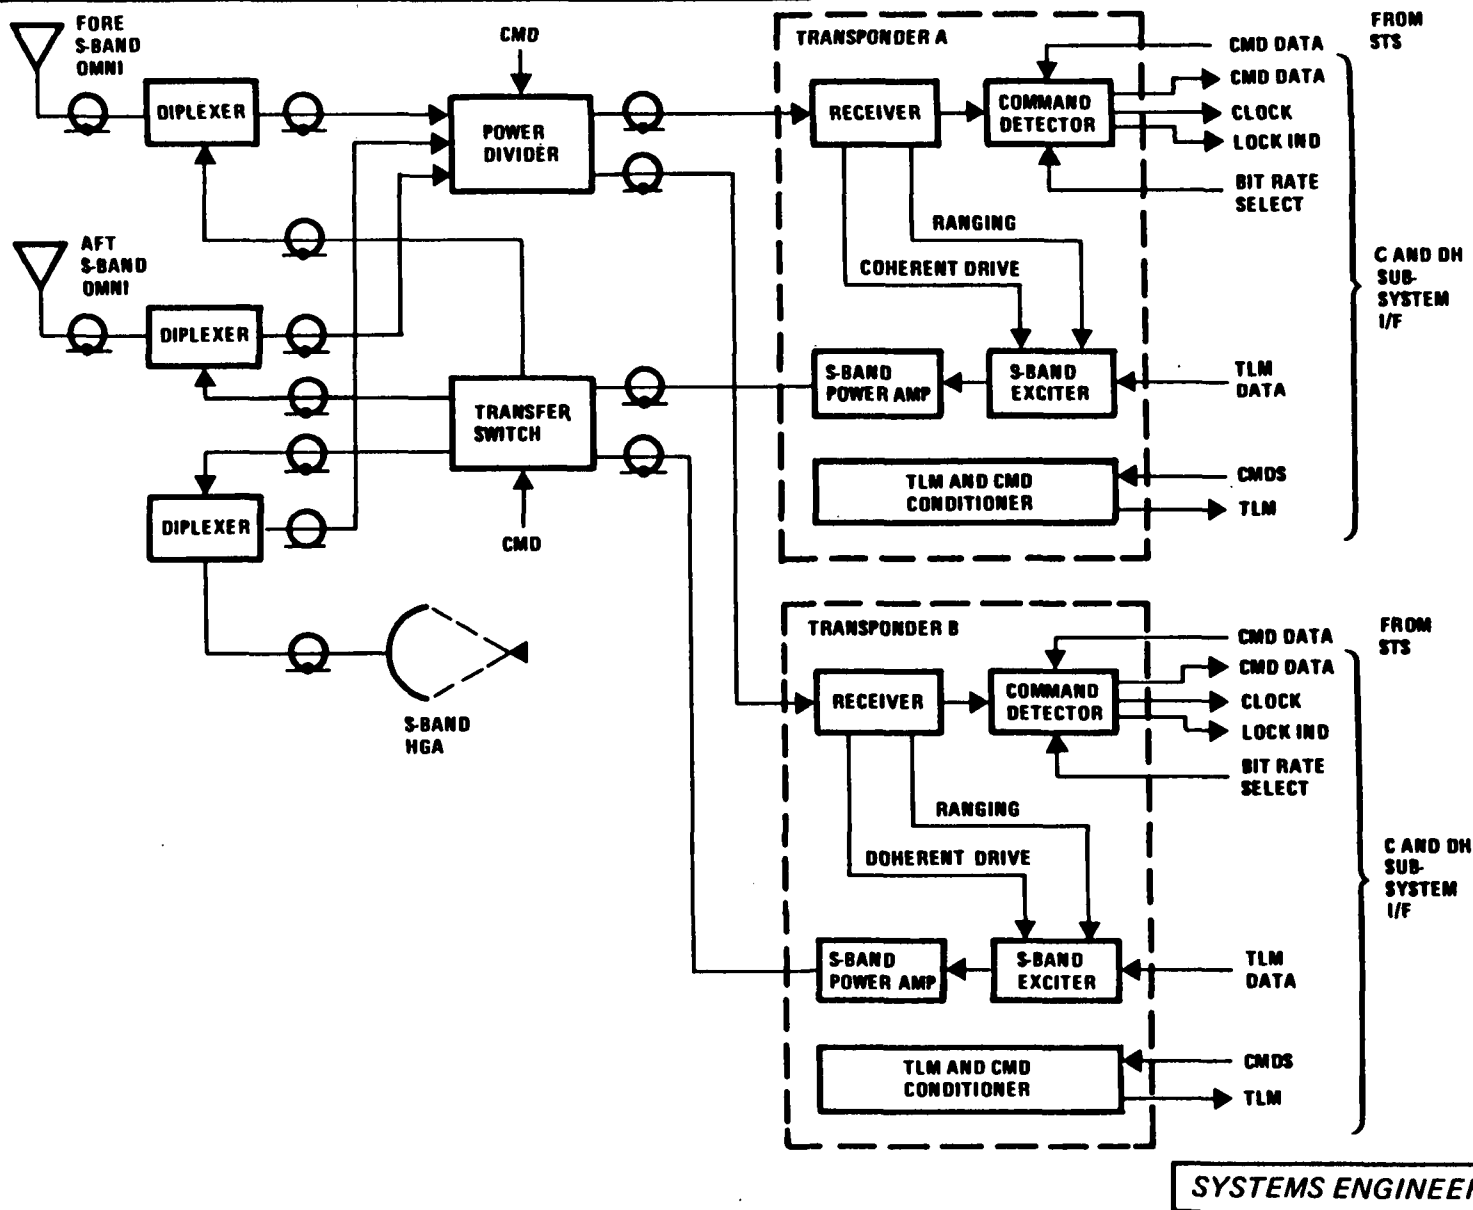 FORE
S-BAND
OMNI
DIPLEXER
CMD
POWER
DIVIDER
AFT
S-BAND
OMNI
DIPLEXER
TRANSFER
SWITCH
CMD
DIPLEXER
S-BAND
HGA
TRANSPONDER A
RECEIVER
COMMAND
DETECTOR
RANGING
COHERENT DRIVE
S-BAND
POWER AMP
S-BAND
EXCITER
TLM AND CMD
CONDITIONER
FROM
STS
CMD DATA
CMD DATA
CLOCK
LOCK IND
BIT RATE
SELECT
C AND DH
SUB-
SYSTEM
I/F
TLM
DATA
CMDS
TLM
TRANSPONDER B
RECEIVER
COMMAND
DETECTOR
RANGING
DOHERENT DRIVE
S-BAND
POWER AMP
S-BAND
EXCITER
TLM AND CMD
CONDITIONER
FROM
STS
CMD DATA
CMD DATA
CLOCK
LOCK IND
BIT RATE
SELECT
C AND DH
SUB-
SYSTEM
I/F
TLM
DATA
CMDS
TLM
SYSTEMS ENGINEER